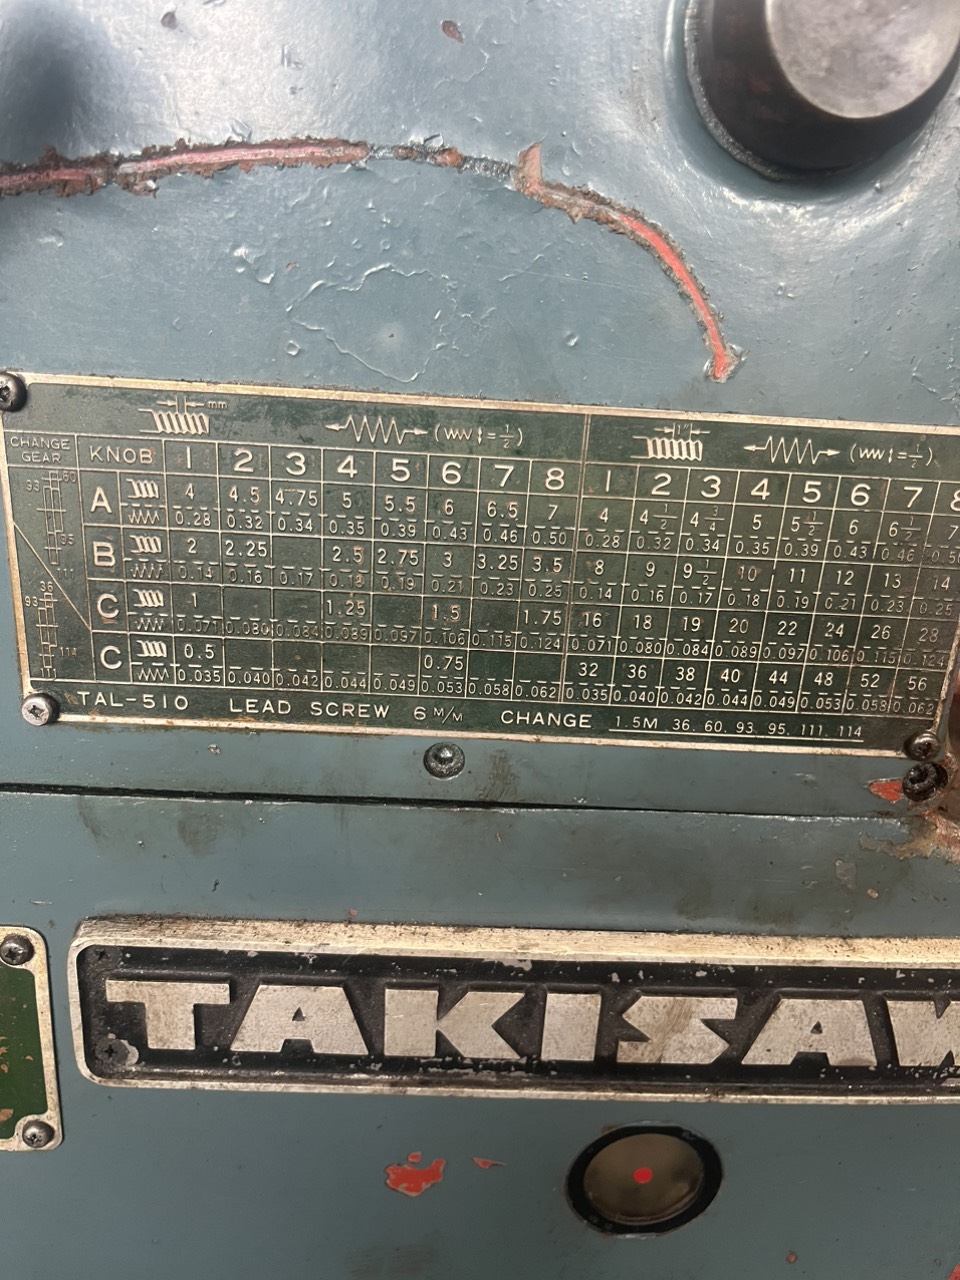 mm (WW = 1/2) 1" (WW = 1/2)
CHANGE GEAR KNOB 1 2 3 4 5 6 7 8 1 2 3 4 5 6 7 8
93 60 A 4 4.5 4.75 5 5.5 6 6.5 7 4 4 1/2 4 3/4 5 5 1/2 6 6 1/2 7
0.28 0.32 0.34 0.35 0.39 0.43 0.46 0.50 0.28 0.32 0.34 0.35 0.39 0.43 0.46 0.50
95 B 2 2.25 2.5 2.75 3 3.25 3.5 8 9 9 1/2 10 11 12 13 14
111 0.14 0.16 0.17 0.18 0.19 0.21 0.23 0.25 0.14 0.16 0.17 0.18 0.19 0.21 0.23 0.25
36 93 C 1 1.25 1.5 1.75 16 18 19 20 22 24 26 28
0.071 0.080 0.084 0.089 0.097 0.106 0.115 0.124 0.071 0.080 0.084 0.089 0.097 0.106 0.115 0.124
114 C 0.5 0.75 32 36 38 40 44 48 52 56
111 0.035 0.040 0.042 0.044 0.049 0.053 0.058 0.062 0.035 0.040 0.042 0.044 0.049 0.053 0.058 0.062
TAL-510 LEAD SCREW 6 M/M CHANGE 1.5M 36. 60. 93. 95. 111. 114
TAKISAW